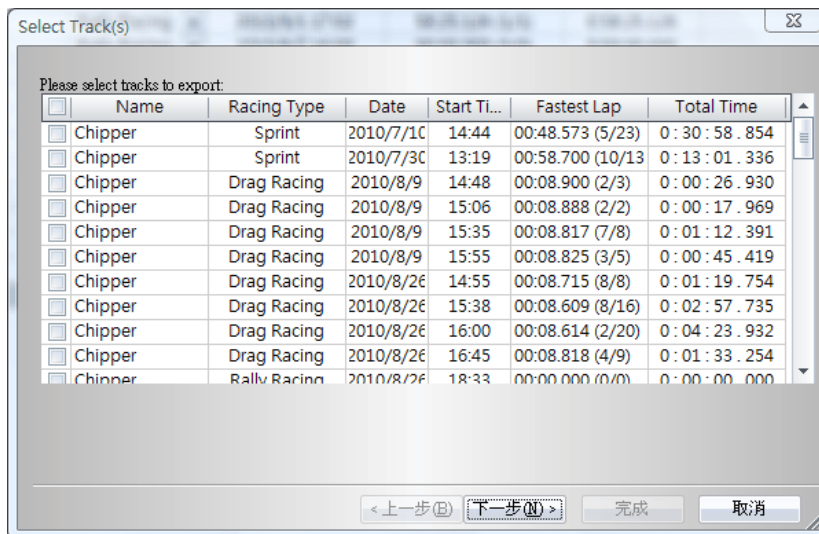 Select Track(s)
Please select tracks to export:
Name Racing Type Date Start Ti... Fastest Lap Total Time
Chipper Sprint 2010/7/10 14:44 00:48.573 (5/23) 0 : 30 : 58 . 854
Chipper Sprint 2010/7/30 13:19 00:58.700 (10/13 0 : 13 : 01 . 336
Chipper Drag Racing 2010/8/9 14:48 00:08.900 (2/3) 0 : 00 : 26 . 930
Chipper Drag Racing 2010/8/9 15:06 00:08.888 (2/2) 0 : 00 : 17 . 969
Chipper Drag Racing 2010/8/9 15:35 00:08.817 (7/8) 0 : 01 : 12 . 391
Chipper Drag Racing 2010/8/9 15:55 00:08.825 (3/5) 0 : 00 : 45 . 419
Chipper Drag Racing 2010/8/26 14:55 00:08.715 (8/8) 0 : 01 : 19 . 754
Chipper Drag Racing 2010/8/26 15:38 00:08.609 (8/16) 0 : 02 : 57 . 735
Chipper Drag Racing 2010/8/26 16:00 00:08.614 (2/20) 0 : 04 : 23 . 932
Chipper Drag Racing 2010/8/26 16:45 00:08.818 (4/9) 0 : 01 : 33 . 254
Chipper Rally Racing 2010/8/26 18:33 00:00.000 (0/0) 0 : 00 : 00 . 000
<上一步(B) 下一步(N) > 完成 取消